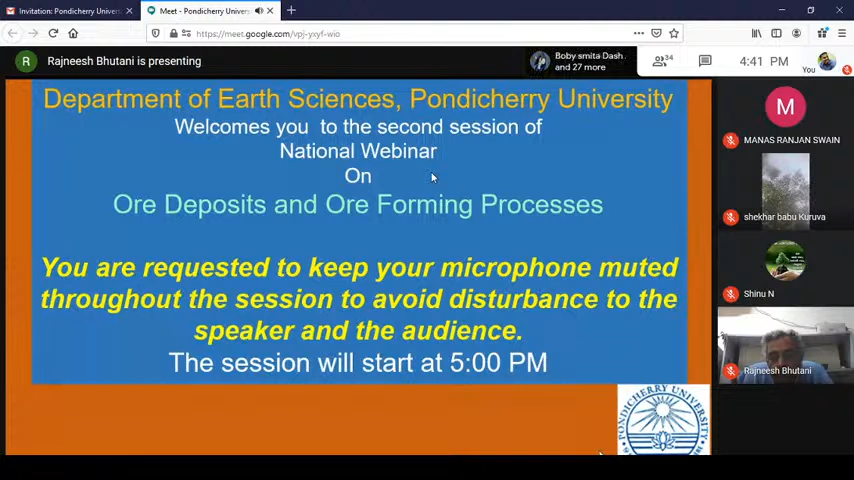 Invitation: Pondicherry Univers
Meet - Pondicherry Univers
https://meet.google.com/vpj-yxyf-wio
R
Rajneesh Bhutani is presenting
Boby smita Dash
and 27 more
34
4:41 PM
You
Department of Earth Sciences, Pondicherry University
Welcomes you to the second session of
National Webinar
On
Ore Deposits and Ore Forming Processes
You are requested to keep your microphone muted
throughout the session to avoid disturbance to the
speaker and the audience.
The session will start at 5:00 PM
PONDICHERRY UNIVERSITY
M
MANAS RANJAN SWAIN
shekhar babu Kuruva
Shinu N
Rajneesh Bhutani